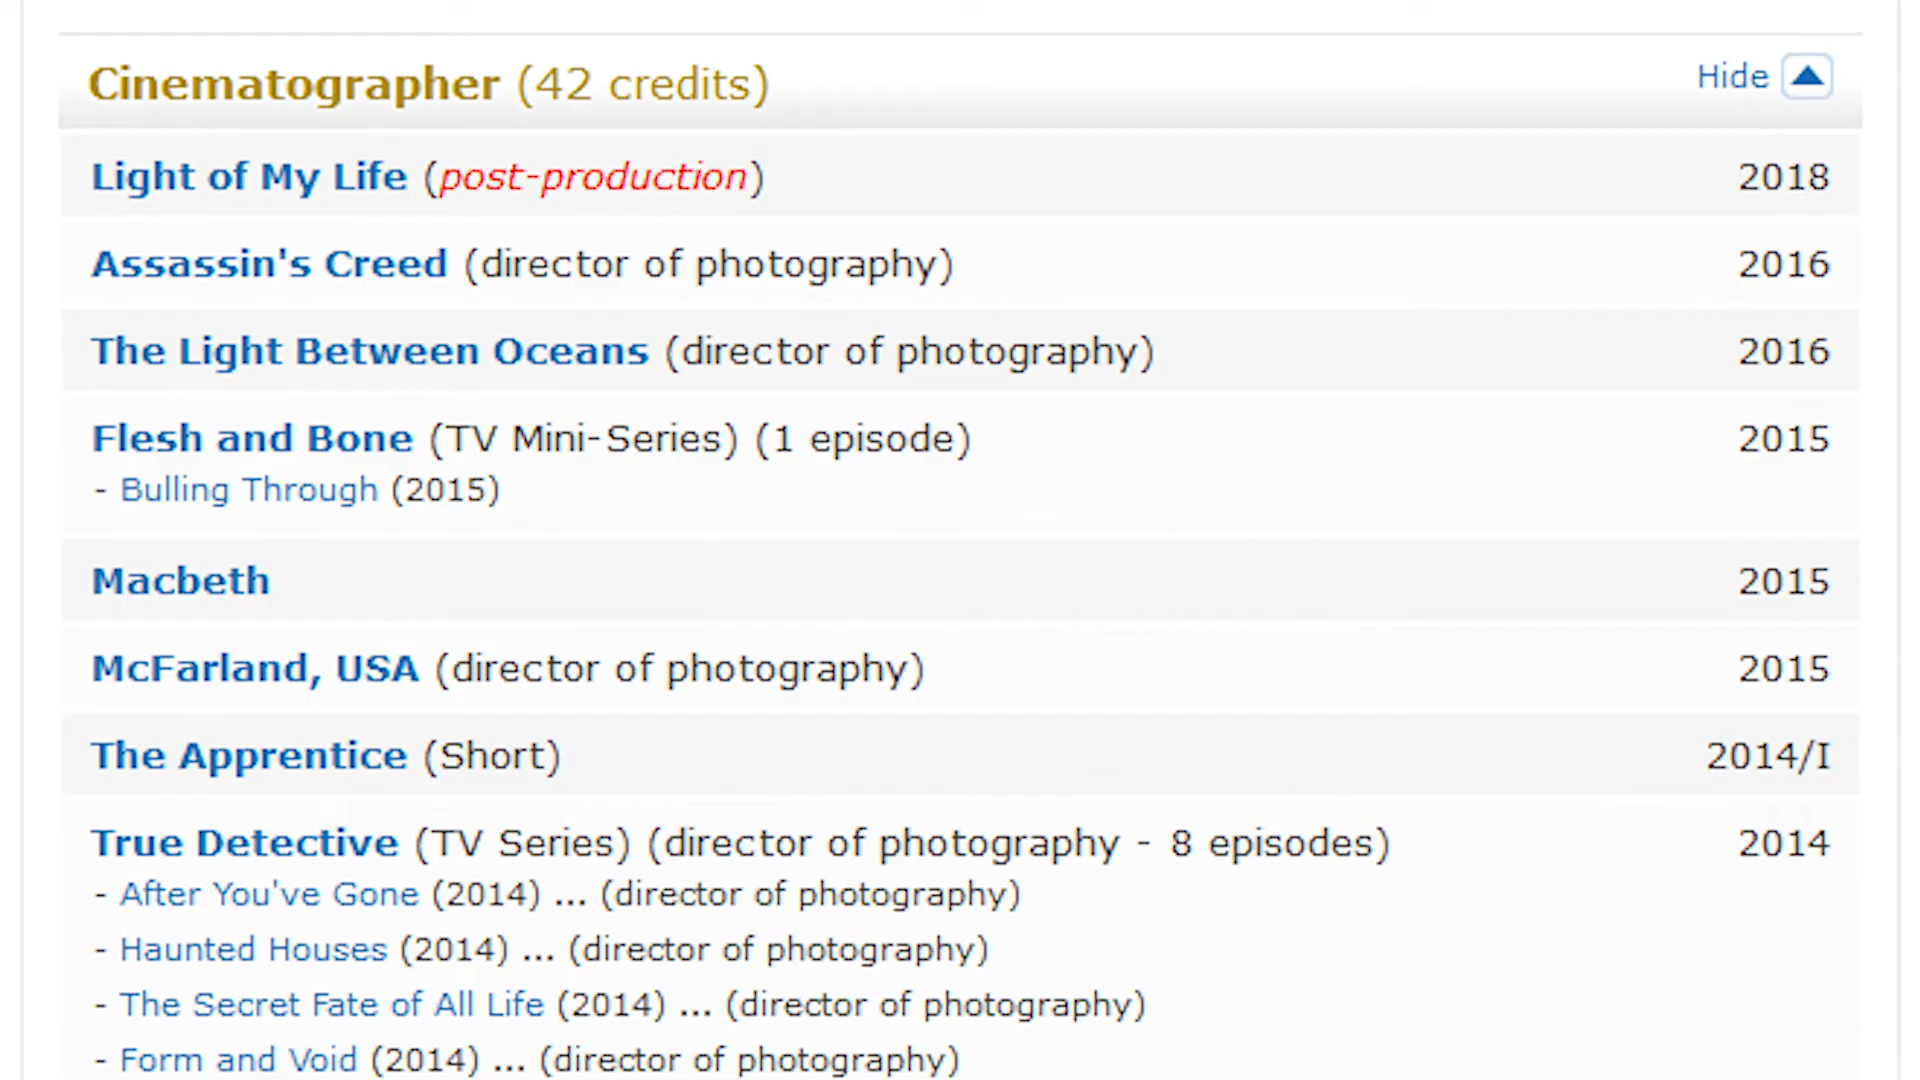 Cinematographer (42 credits) Hide
Light of My Life (post-production) 2018
Assassin's Creed (director of photography) 2016
The Light Between Oceans (director of photography) 2016
Flesh and Bone (TV Mini-Series) (1 episode) 2015
- Bulling Through (2015)
Macbeth 2015
McFarland, USA (director of photography) 2015
The Apprentice (Short) 2014/I
True Detective (TV Series) (director of photography - 8 episodes) 2014
- After You've Gone (2014) ... (director of photography)
- Haunted Houses (2014) ... (director of photography)
- The Secret Fate of All Life (2014) ... (director of photography)
- Form and Void (2014) ... (director of photography)